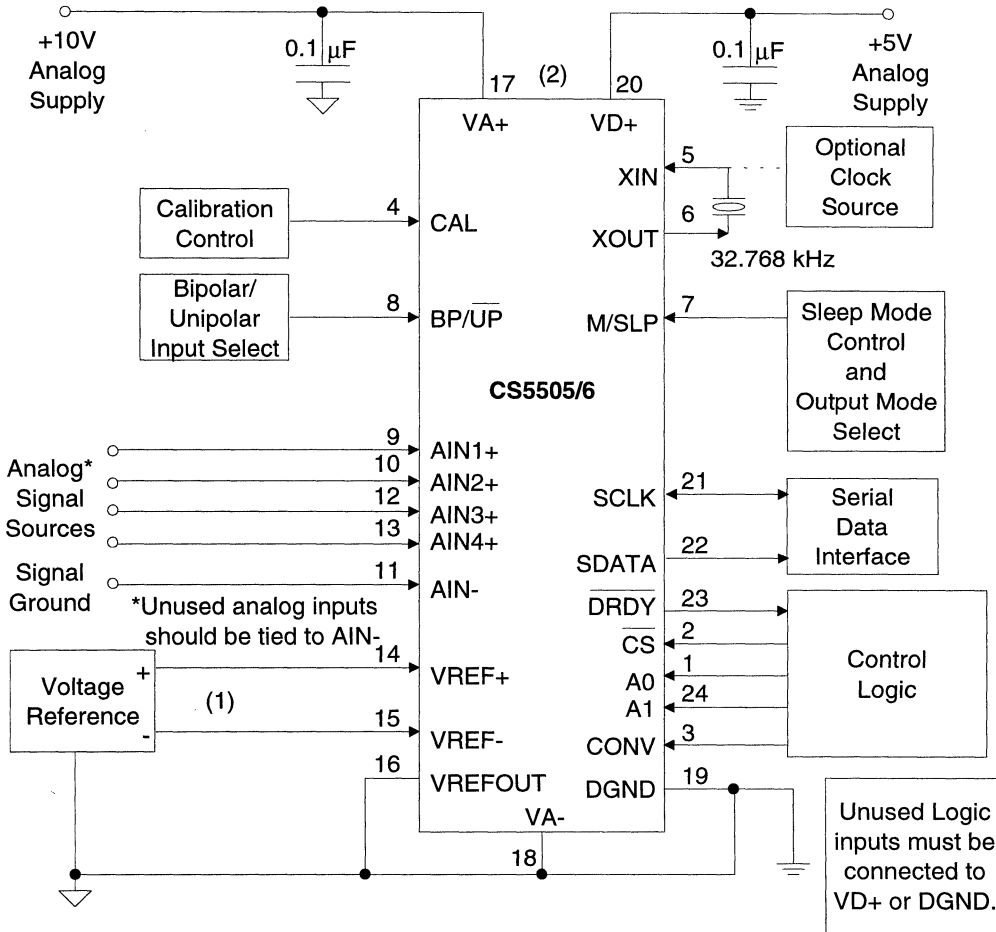 +10V
Analog
Supply
0.1 μF
17
(2)
20
0.1 μF
+5V
Analog
Supply
VA+
VD+
XIN
5
Optional
Clock
Source
6
XOUT
32.768 kHz
Calibration
Control
4
CAL
Bipolar/
Unipolar
Input Select
8
BP/U̅P̅
M/SLP
7
Sleep Mode
Control
and
Output Mode
Select
CS5505/6
Analog*
Signal
Sources
9
AIN1+
10
AIN2+
12
AIN3+
13
AIN4+
Signal
Ground
11
AIN-
*Unused analog inputs
should be tied to AIN-
SCLK
21
SDATA
22
Serial
Data
Interface
D̅R̅D̅Y̅
23
C̅S̅
2
A0
1
A1
24
CONV
3
Control
Logic
Voltage
Reference
+
-
(1)
14
VREF+
15
VREF-
16
VREFOUT
DGND
19
VA-
18
Unused Logic
inputs must be
connected to
VD+ or DGND.